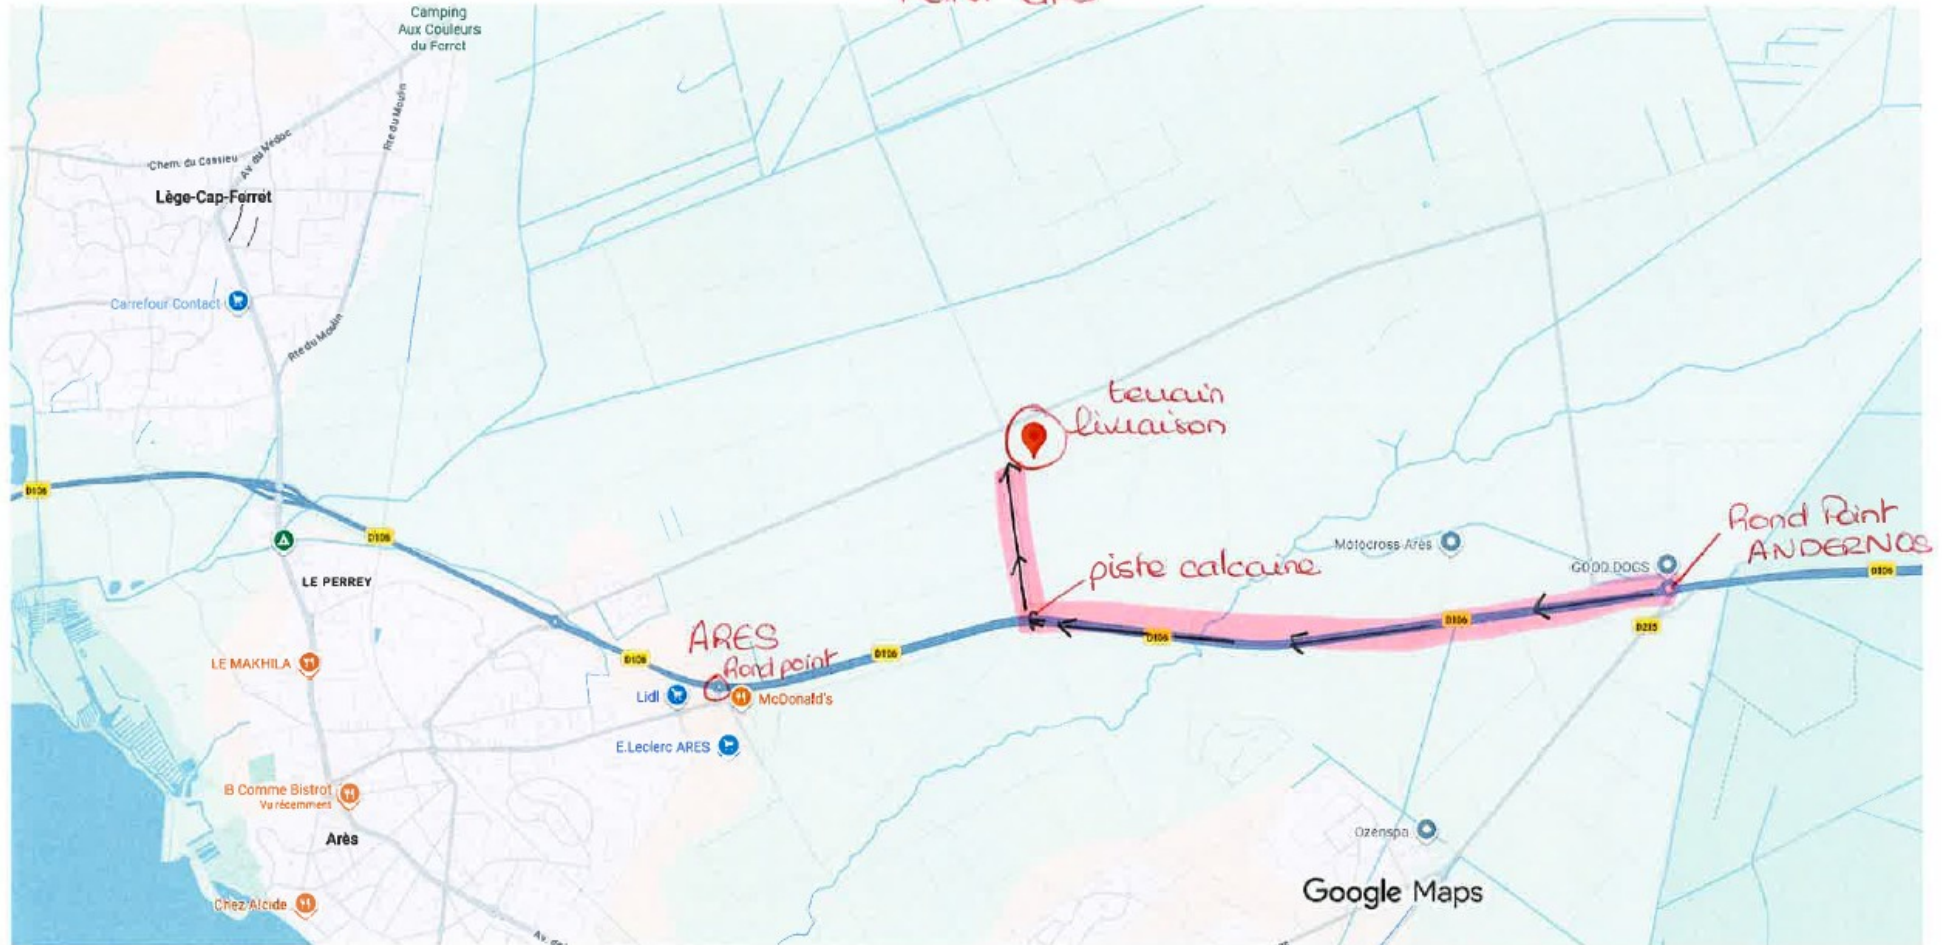 Camping
Aux Couleurs
du Ferret
Rte du Moulin
Chem. du Cassieu
Av. du Médoc
Lège-Cap-Ferret
Carrefour Contact
Rte du Moulin
terrain
livraison
D106
D106
Rond Point
ANDERNOS
Motocross Arès
GOOD DOGS
D106
LE PERREY
piste calcaire
D106
D215
D106
ARES
Rond point
D106
D106
LE MAKHILA
Lidl
McDonald's
E.Leclerc ARES
B Comme Bistrot
Vu récemment
Arès
Ozenspa
Google Maps
Chez Alcide